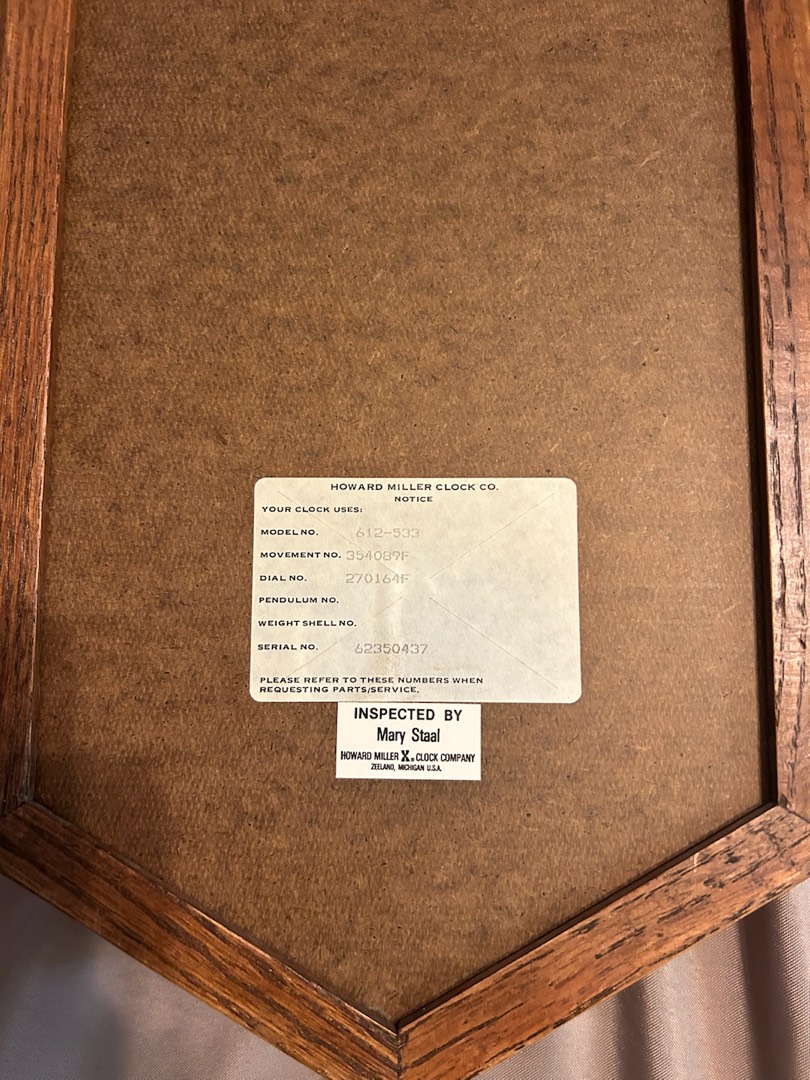 HOWARD MILLER CLOCK CO.
NOTICE
YOUR CLOCK USES:
MODEL NO. 612-533
MOVEMENT NO. 354089F
DIAL NO. 270164F
PENDULUM NO.
WEIGHT SHELL NO.
SERIAL NO. 62350437
PLEASE REFER TO THESE NUMBERS WHEN
REQUESTING PARTS/SERVICE.
INSPECTED BY
Mary Staal
HOWARD MILLER ® CLOCK COMPANY
ZEELAND, MICHIGAN U.S.A.